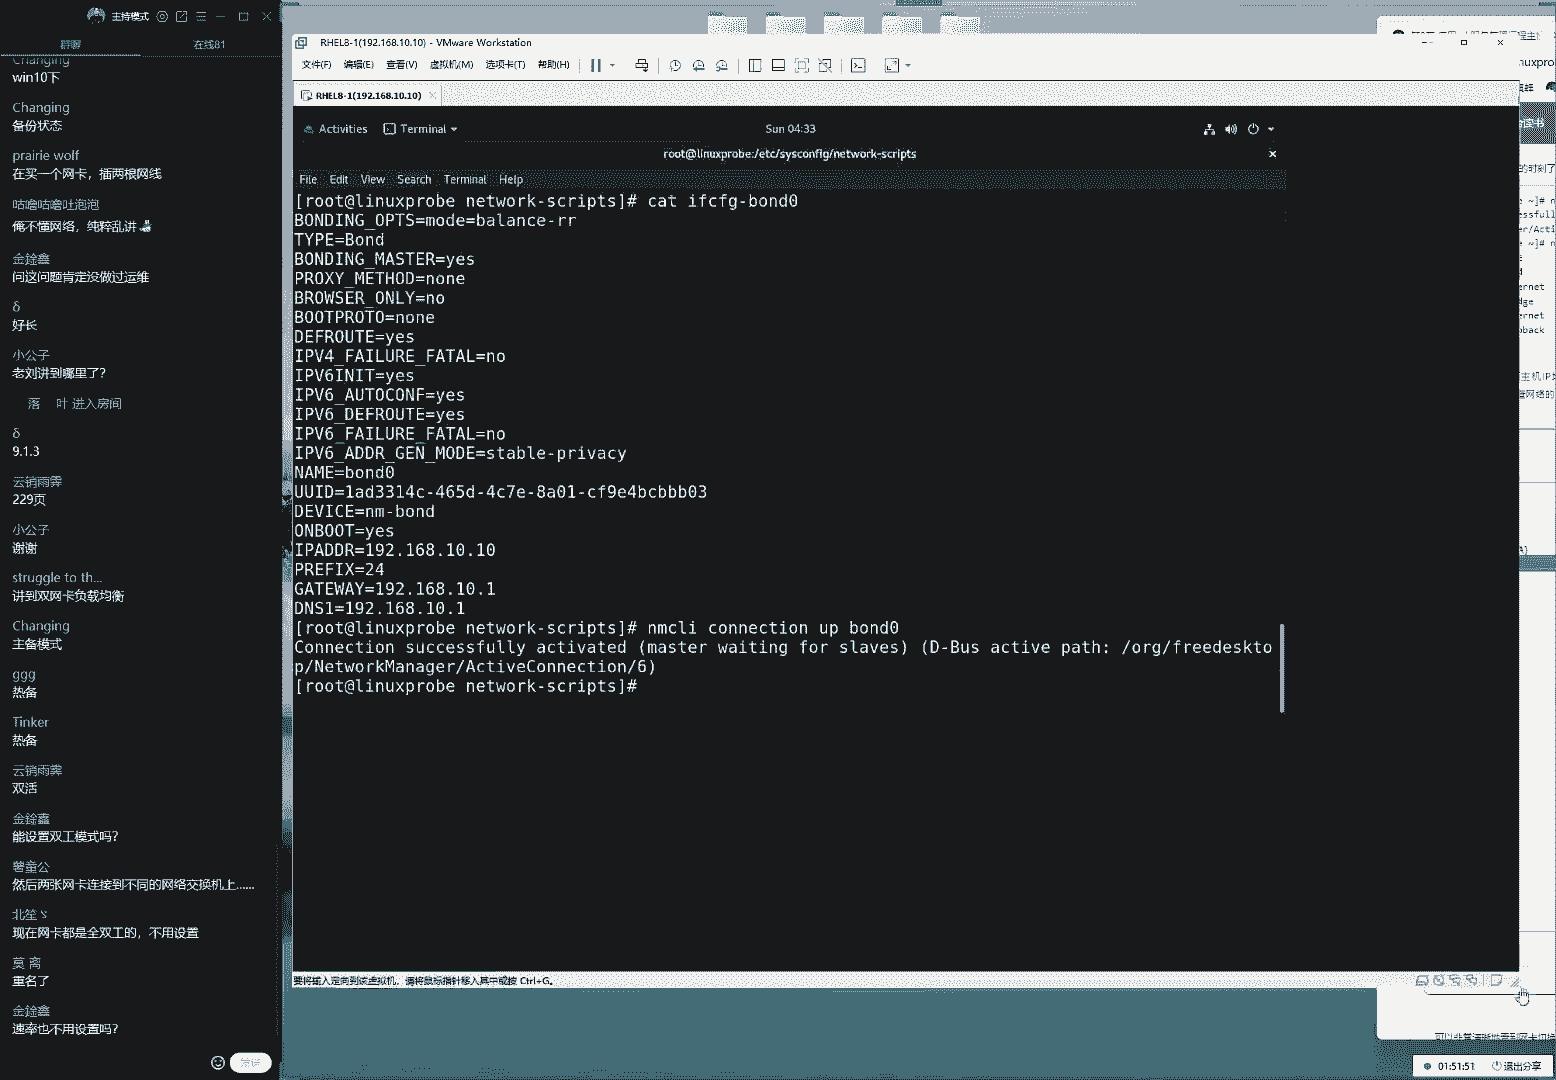 主持模式
群聊
在线81
Changing
win10下
Changing
备份状态
prairie wolf
在买一个网卡，插两根网线
咕噜咕噜吐泡泡
俺不懂网络，纯粹乱讲
金銓鑫
问这问题肯定没做过运维
δ
好长
小公子
老刘讲到哪里了？
落 叶 进入房间
δ
9.1.3
云销雨霁
229页
小公子
谢谢
struggle to th...
讲到双网卡负载均衡
Changing
主备模式
ggg
热备
Tinker
热备
云销雨霁
双活
金銓鑫
能设置双工模式吗？
薯童公
然后两张网卡连接到不同的网络交换机上......
北笙ゞ
现在网卡都是全双工的，不用设置
莫 离
重名了
金銓鑫
速率也不用设置吗？
发送
RHEL8-1(192.168.10.10) - VMware Workstation
文件(F) 编辑(E) 查看(V) 虚拟机(M) 选项卡(T) 帮助(H)
RHEL8-1(192.168.10.10)
Activities Terminal Sun 04:33
root@linuxprobe:/etc/sysconfig/network-scripts
File Edit View Search Terminal Help
[root@linuxprobe network-scripts]# cat ifcfg-bond0
BONDING_OPTS=mode=balance-rr
TYPE=Bond
BONDING_MASTER=yes
PROXY_METHOD=none
BROWSER_ONLY=no
BOOTPROTO=none
DEFROUTE=yes
IPV4_FAILURE_FATAL=no
IPV6INIT=yes
IPV6_AUTOCONF=yes
IPV6_DEFROUTE=yes
IPV6_FAILURE_FATAL=no
IPV6_ADDR_GEN_MODE=stable-privacy
NAME=bond0
UUID=1ad3314c-465d-4c7e-8a01-cf9e4bcbbb03
DEVICE=nm-bond
ONBOOT=yes
IPADDR=192.168.10.10
PREFIX=24
GATEWAY=192.168.10.1
DNS1=192.168.10.1
[root@linuxprobe network-scripts]# nmcli connection up bond0
Connection successfully activated (master waiting for slaves) (D-Bus active path: /org/freedeskto
p/NetworkManager/ActiveConnection/6)
[root@linuxprobe network-scripts]#
要将输入定向到该虚拟机，请将鼠标指针移入其中或按 Ctrl+G。
01:51:51 退出分享